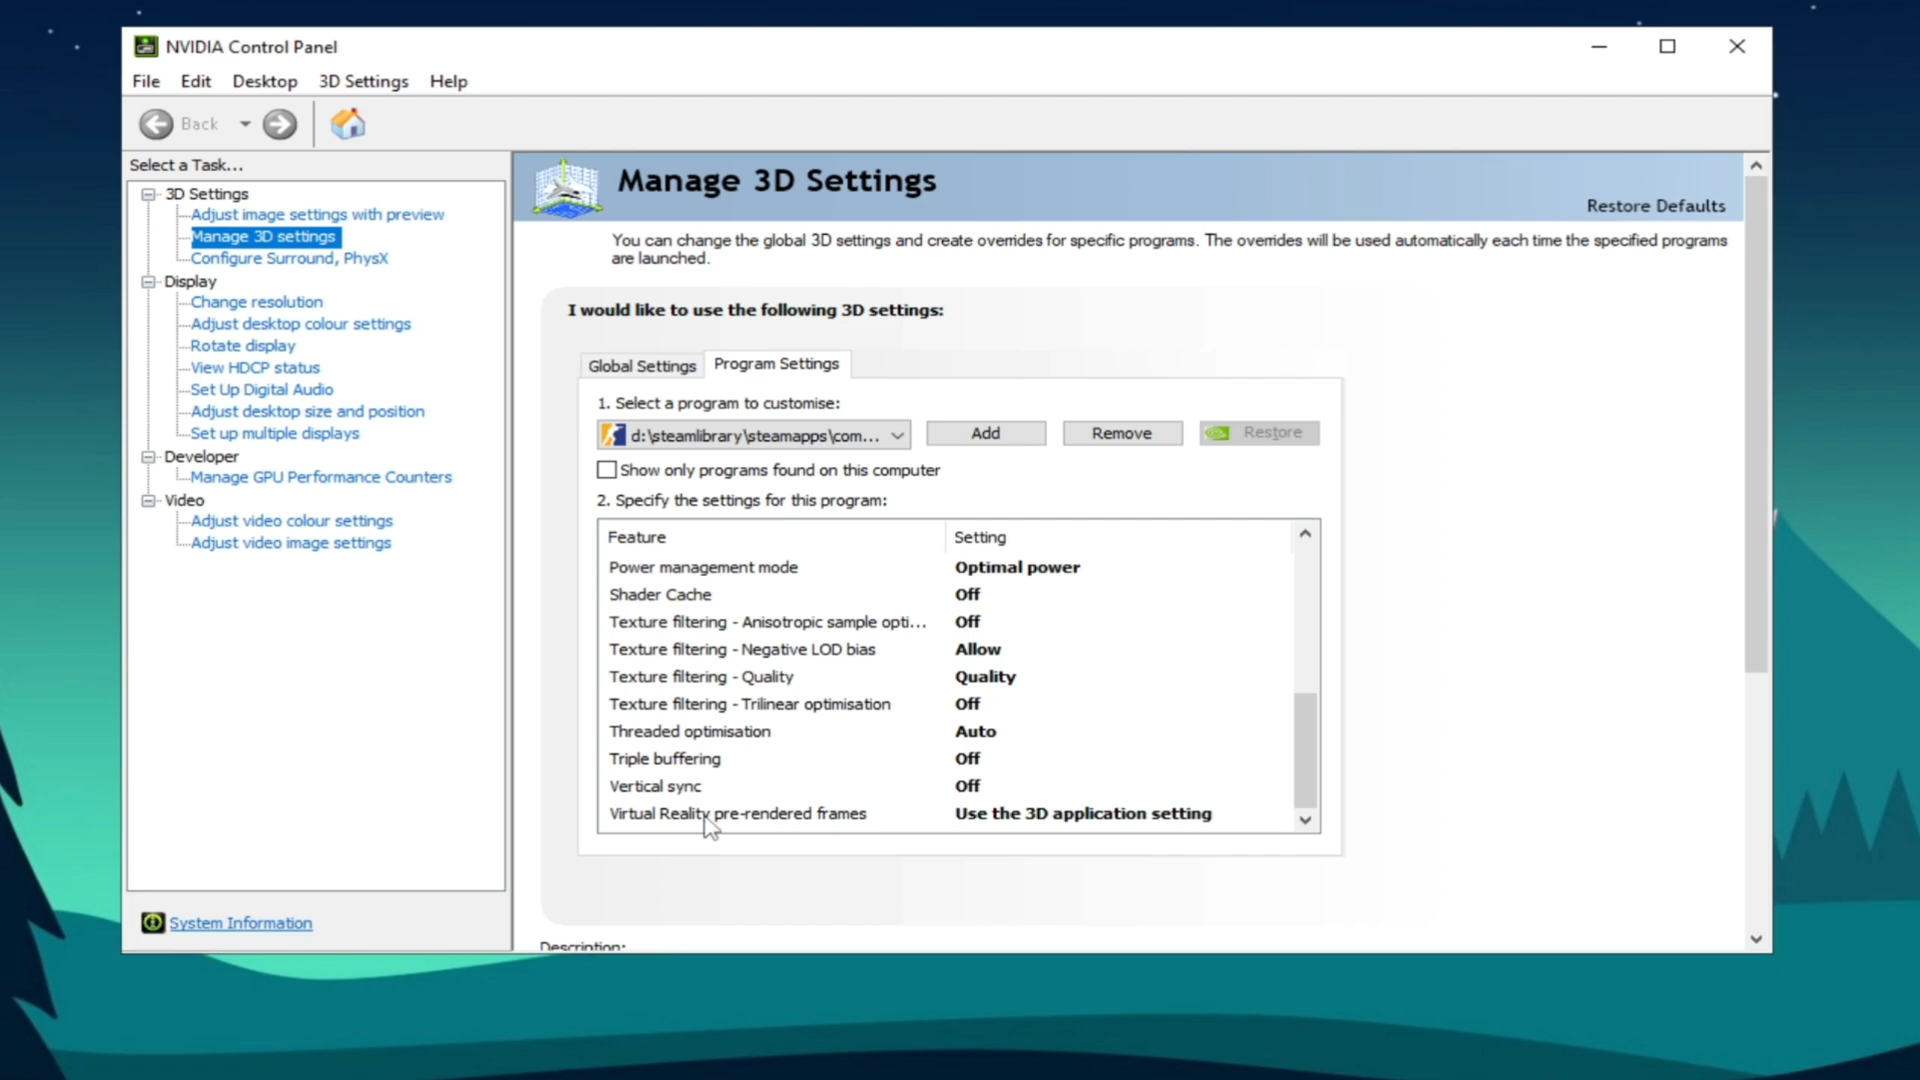 NVIDIA Control Panel
File Edit Desktop 3D Settings Help
Back
Select a Task...
3D Settings
Adjust image settings with preview
Manage 3D settings
Configure Surround, PhysX
Display
Change resolution
Adjust desktop colour settings
Rotate display
View HDCP status
Set Up Digital Audio
Adjust desktop size and position
Set up multiple displays
Developer
Manage GPU Performance Counters
Video
Adjust video colour settings
Adjust video image settings
System Information
Manage 3D Settings
Restore Defaults
You can change the global 3D settings and create overrides for specific programs. The overrides will be used automatically each time the specified programs
are launched.
I would like to use the following 3D settings:
Global Settings Program Settings
1. Select a program to customise:
d:\steamlibrary\steamapps\com... Add Remove Restore
Show only programs found on this computer
2. Specify the settings for this program:
Feature Setting
Power management mode Optimal power
Shader Cache Off
Texture filtering - Anisotropic sample opti... Off
Texture filtering - Negative LOD bias Allow
Texture filtering - Quality Quality
Texture filtering - Trilinear optimisation Off
Threaded optimisation Auto
Triple buffering Off
Vertical sync Off
Virtual Reality pre-rendered frames Use the 3D application setting
Description: